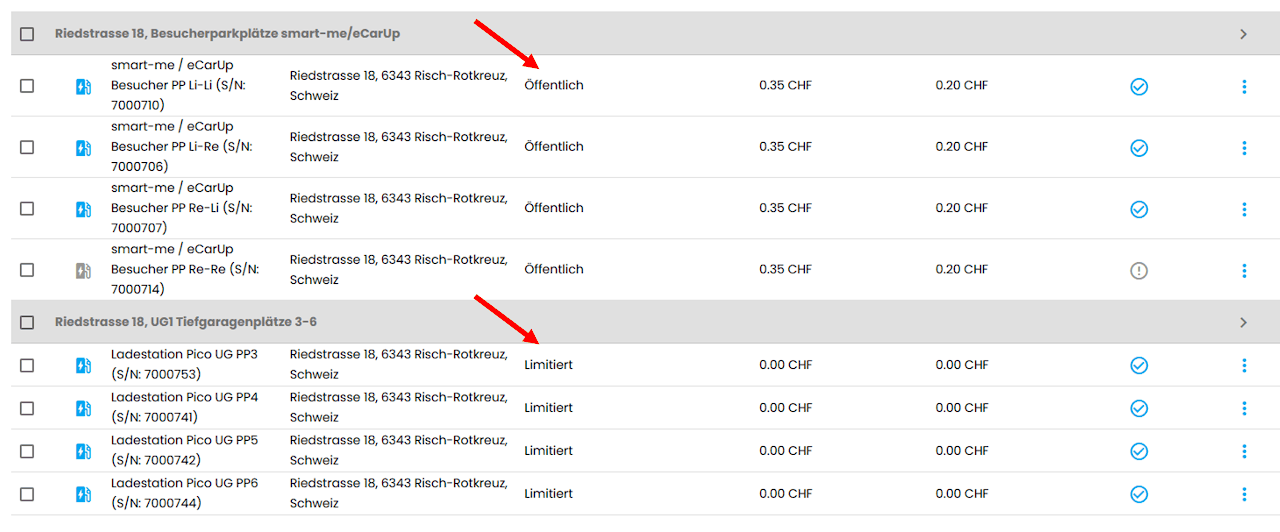 Riedstrasse 18, Besucherparkplätze smart-me/eCarUp
smart-me / eCarUp
Besucher PP Li-Li (S/N:
7000710)
Riedstrasse 18, 6343 Risch-Rotkreuz,
Schweiz
Öffentlich
0.35 CHF
0.20 CHF
smart-me / eCarUp
Besucher PP Li-Re (S/N:
7000706)
Riedstrasse 18, 6343 Risch-Rotkreuz,
Schweiz
Öffentlich
0.35 CHF
0.20 CHF
smart-me / eCarUp
Besucher PP Re-Li (S/N:
7000707)
Riedstrasse 18, 6343 Risch-Rotkreuz,
Schweiz
Öffentlich
0.35 CHF
0.20 CHF
smart-me / eCarUp
Besucher PP Re-Re (S/N:
7000714)
Riedstrasse 18, 6343 Risch-Rotkreuz,
Schweiz
Öffentlich
0.35 CHF
0.20 CHF
Riedstrasse 18, UG1 Tiefgaragenplätze 3-6
Ladestation Pico UG PP3
(S/N: 7000753)
Riedstrasse 18, 6343 Risch-Rotkreuz,
Schweiz
Limitiert
0.00 CHF
0.00 CHF
Ladestation Pico UG PP4
(S/N: 7000741)
Riedstrasse 18, 6343 Risch-Rotkreuz,
Schweiz
Limitiert
0.00 CHF
0.00 CHF
Ladestation Pico UG PP5
(S/N: 7000742)
Riedstrasse 18, 6343 Risch-Rotkreuz,
Schweiz
Limitiert
0.00 CHF
0.00 CHF
Ladestation Pico UG PP6
(S/N: 7000744)
Riedstrasse 18, 6343 Risch-Rotkreuz,
Schweiz
Limitiert
0.00 CHF
0.00 CHF